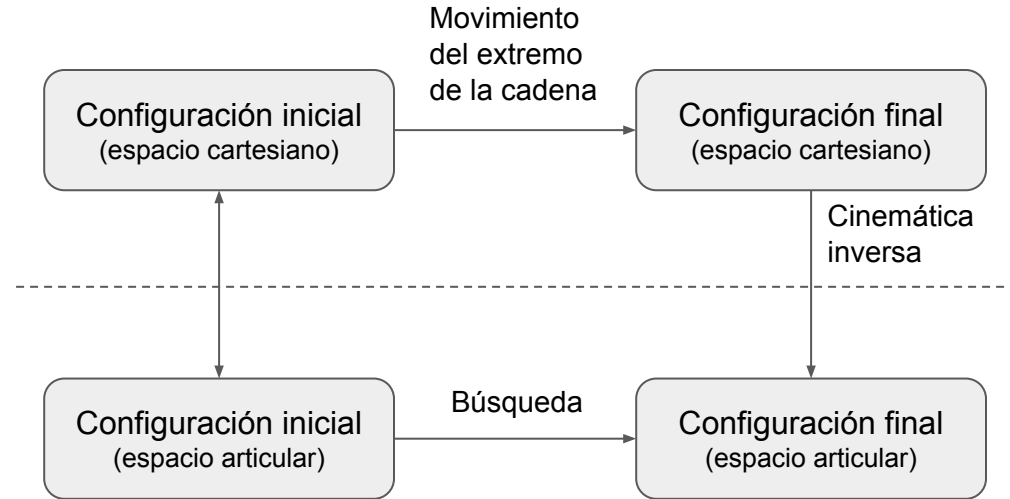 Movimiento
del extremo
de la cadena
Configuración inicial
(espacio cartesiano)
Configuración final
(espacio cartesiano)
Cinemática
inversa
Configuración inicial
(espacio articular)
Búsqueda
Configuración final
(espacio articular)